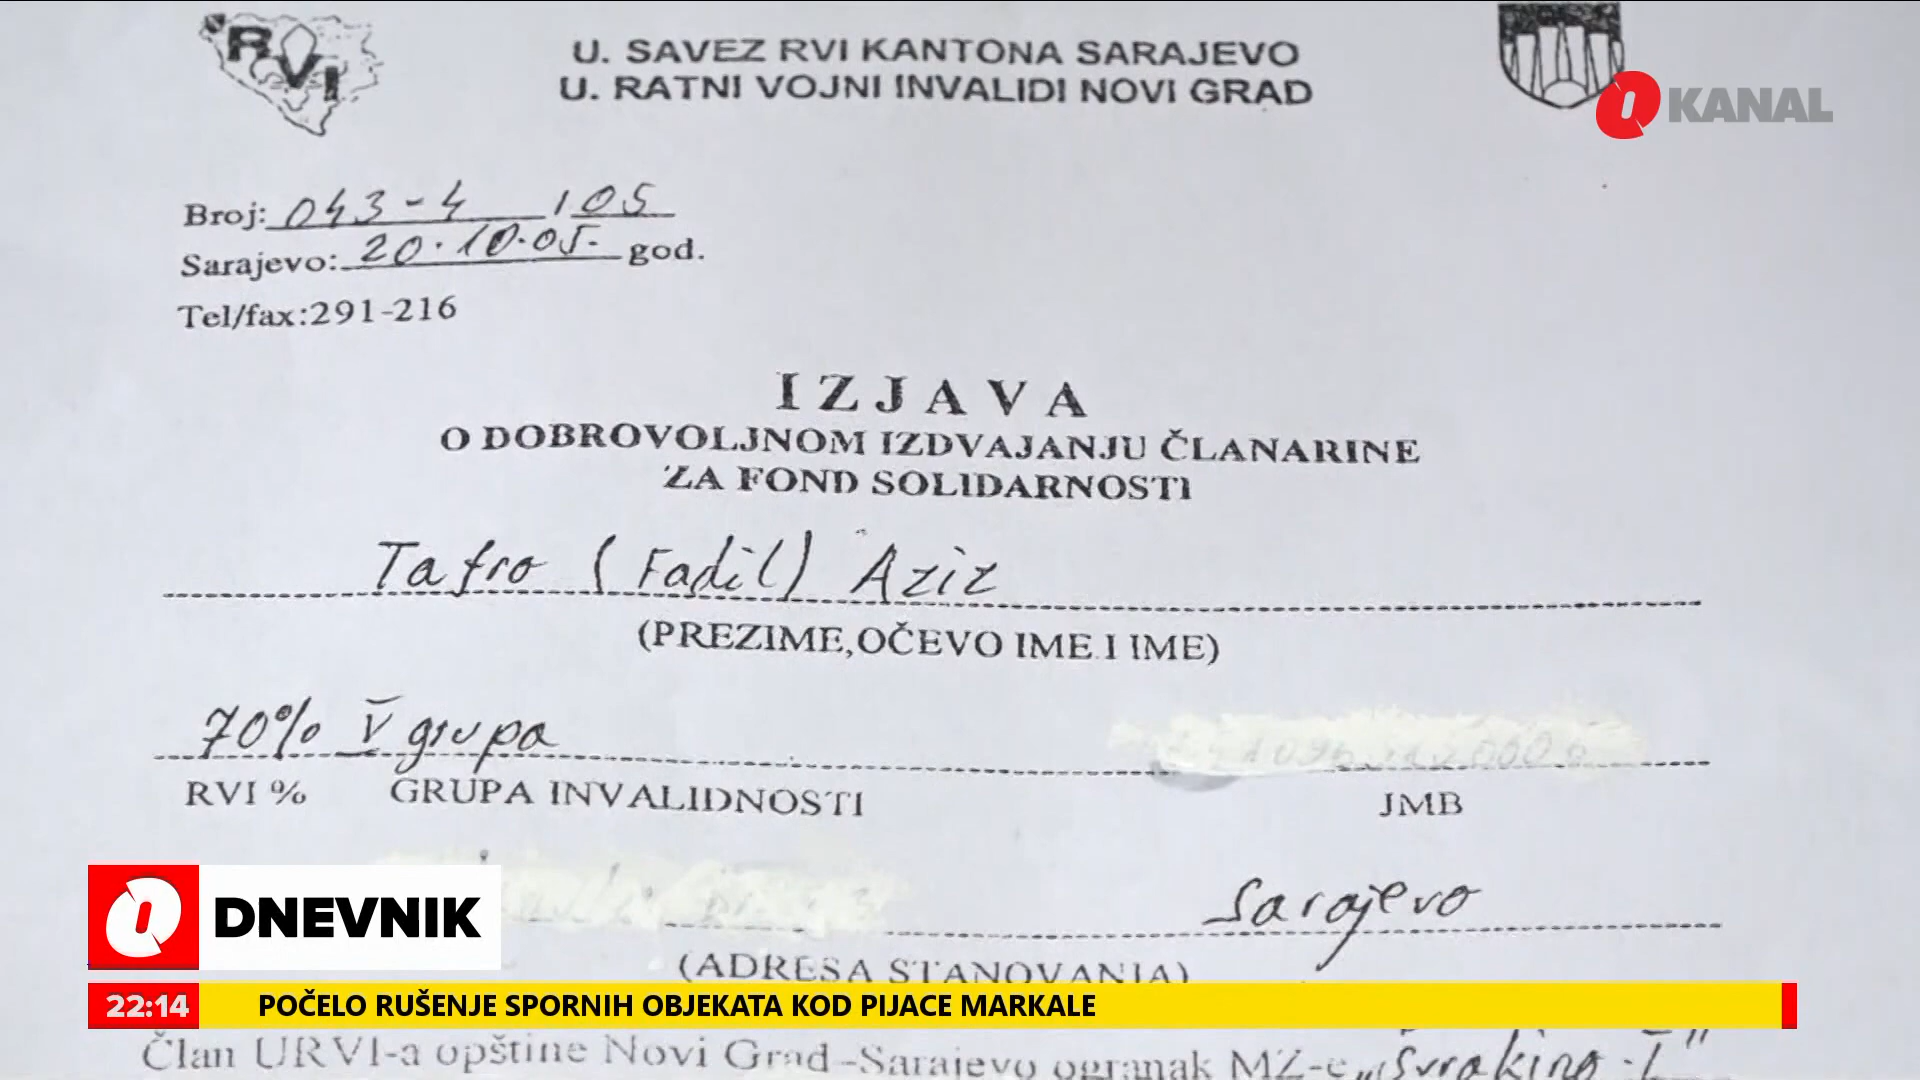 RVI
U. SAVEZ RVI KANTONA SARAJEVO
U. RATNI VOJNI INVALIDI NOVI GRAD
KANAL
Broj: 043-4 / 05
Sarajevo: 20.10.05. god.
Tel/fax:291-216
IZJAVA
O DOBROVOLJNOM IZDVAJANJU ČLANARINE
ZA FOND SOLIDARNOSTI
Tafro (Fadil) Aziz
(PREZIME,OČEVO IME I IME)
70% V grupa
RVI % GRUPA INVALIDNOSTI JMB
Sarajevo
(ADRESA STANOVANJA)
DNEVNIK
22:14 POČELO RUŠENJE SPORNIH OBJEKATA KOD PIJACE MARKALE
Član URVI-a opštine Novi Grad -Sarajevo ogranak MZ-e „Švrakino I"